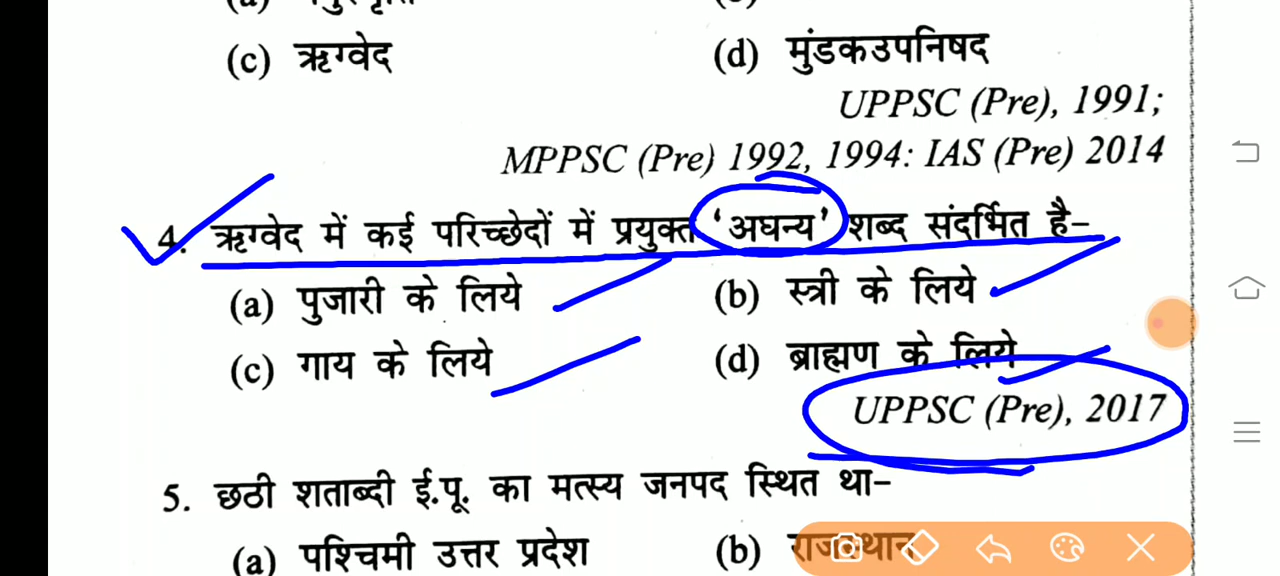 (c) ऋग्वेद (d) मुंडकउपनिषद
UPPSC (Pre), 1991;
MPPSC (Pre) 1992, 1994: IAS (Pre) 2014
4. ऋग्वेद में कई परिच्छेदों में प्रयुक्त 'अघन्य' शब्द संदर्भित है-
(a) पुजारी के लिये (b) स्त्री के लिये
(c) गाय के लिये (d) ब्राह्मण के लिये
UPPSC (Pre), 2017
5. छठी शताब्दी ई.पू. का मत्स्य जनपद स्थित था-
(a) पश्चिमी उत्तर प्रदेश (b) राजस्थान